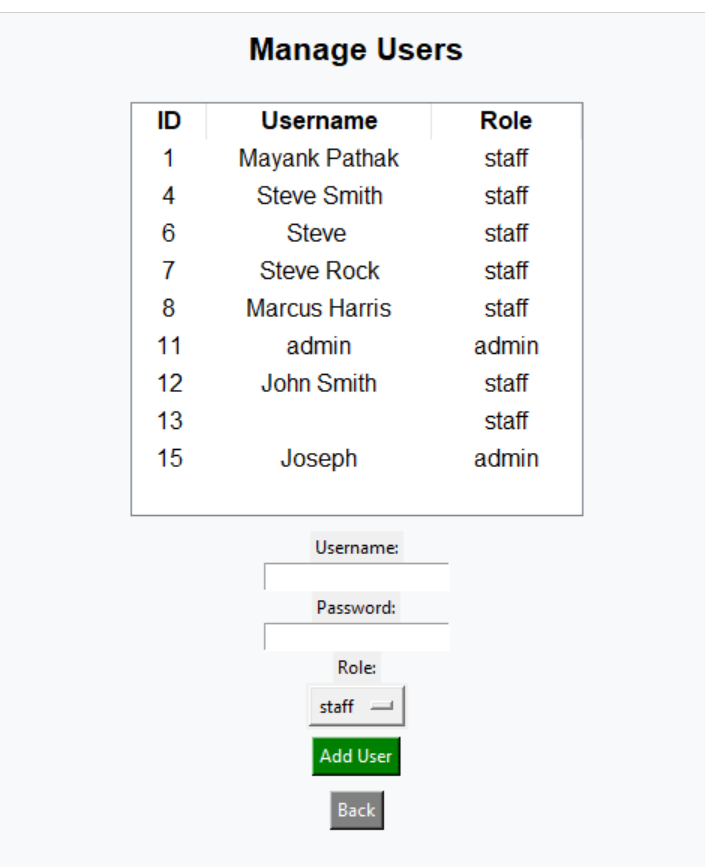 Manage Users
ID Username Role
1 Mayank Pathak staff
4 Steve Smith staff
6 Steve staff
7 Steve Rock staff
8 Marcus Harris staff
11 admin admin
12 John Smith staff
13 staff
15 Joseph admin
Username:
Password:
Role:
staff
Add User
Back